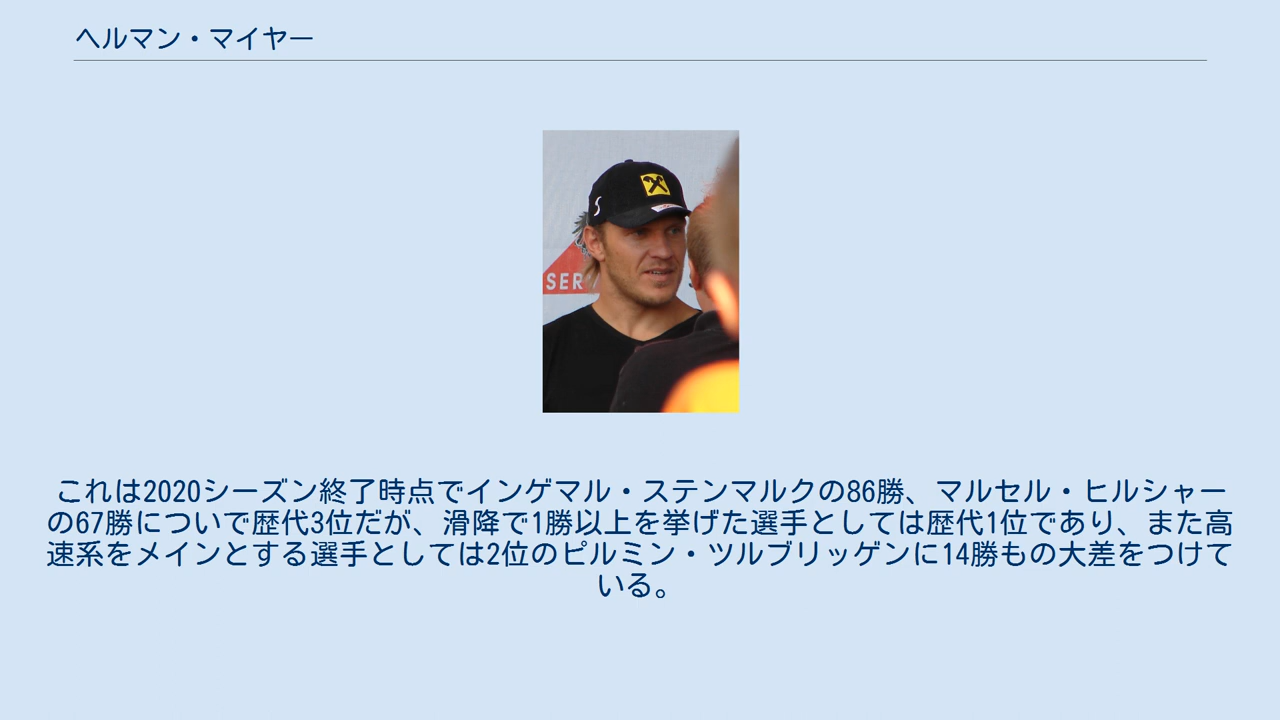 ヘルマン・マイヤー
SER
これは2020シーズン終了時点でインゲマル・ステンマルクの86勝、マルセル・ヒルシャー
の67勝について歴代3位だが、滑降で1勝以上を挙げた選手としては歴代1位であり、また高
速系をメインとする選手としては2位のピルミン・ツルブリッゲンに14勝もの大差をつけて
いる。